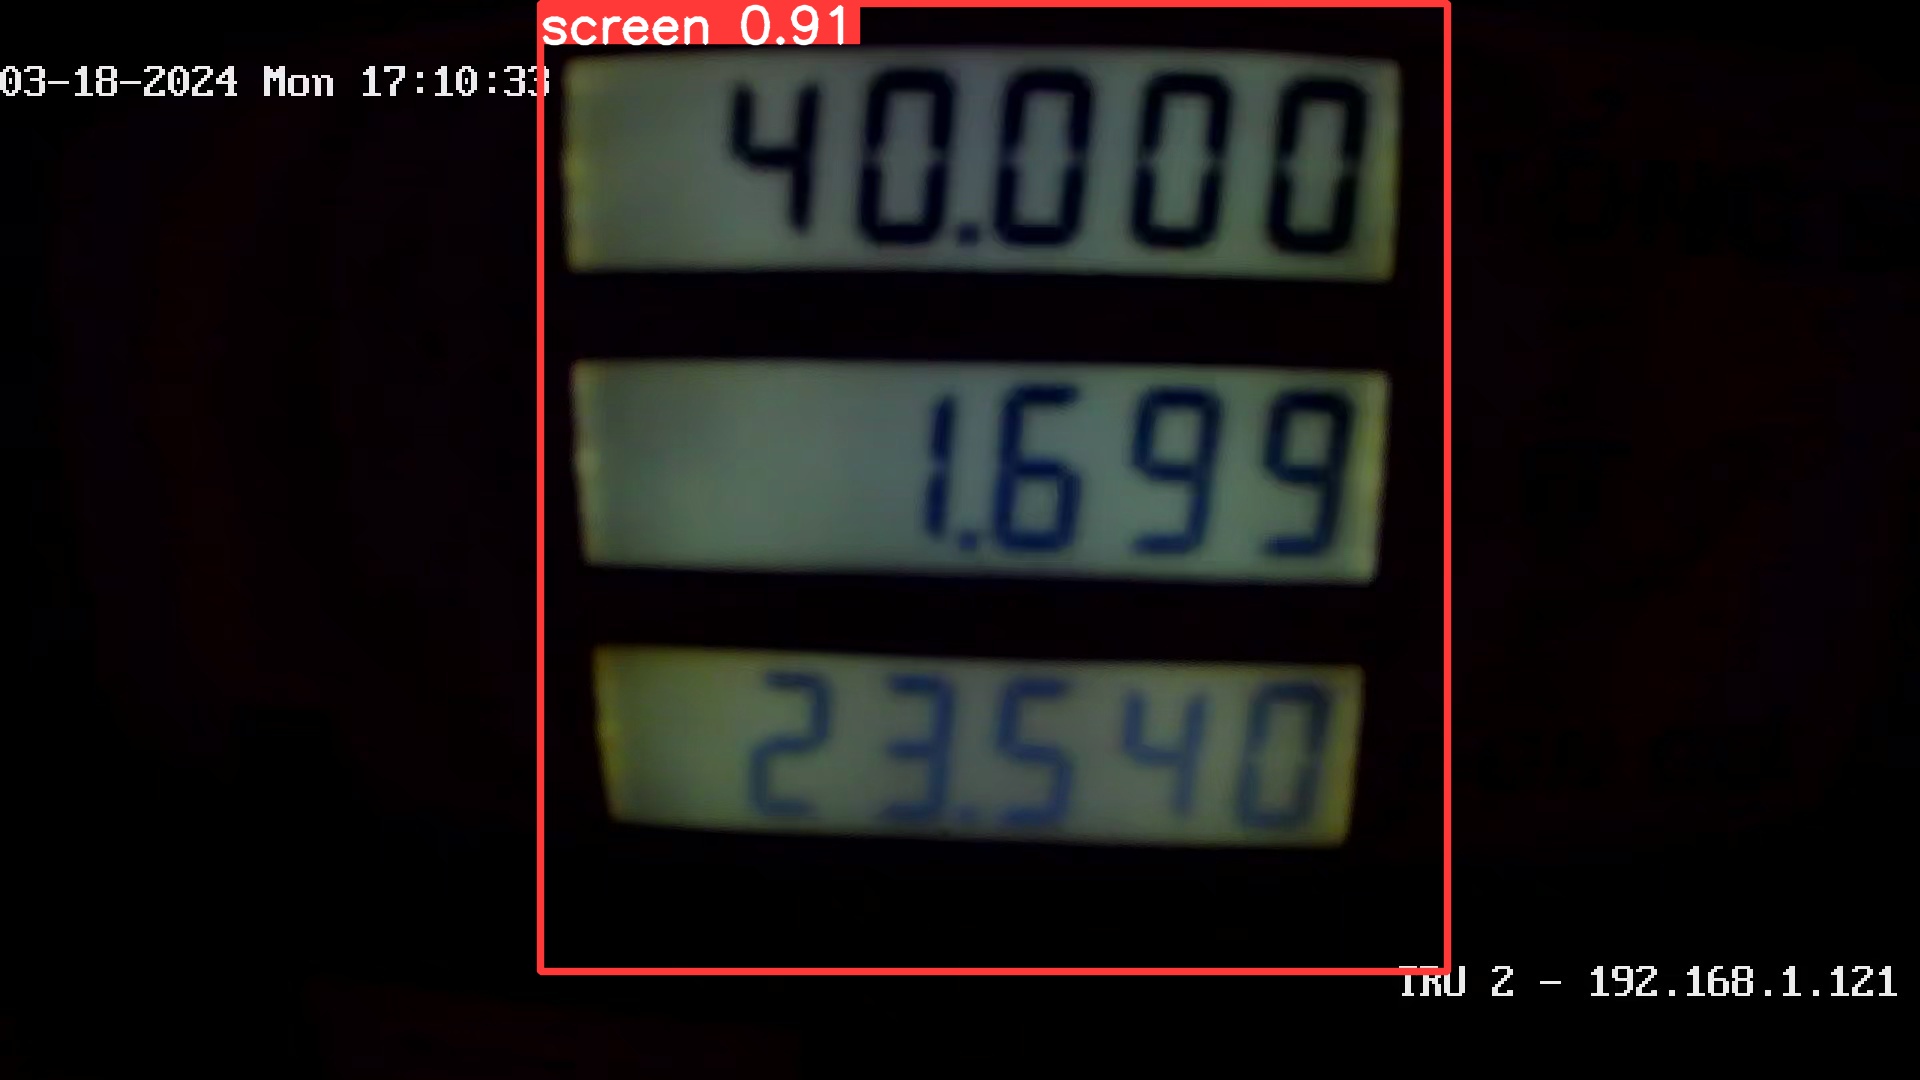 screen 0.91
03-18-2024 Mon 17:10:33
40.000
1.699
23.540
TRU 2 - 192.168.1.121